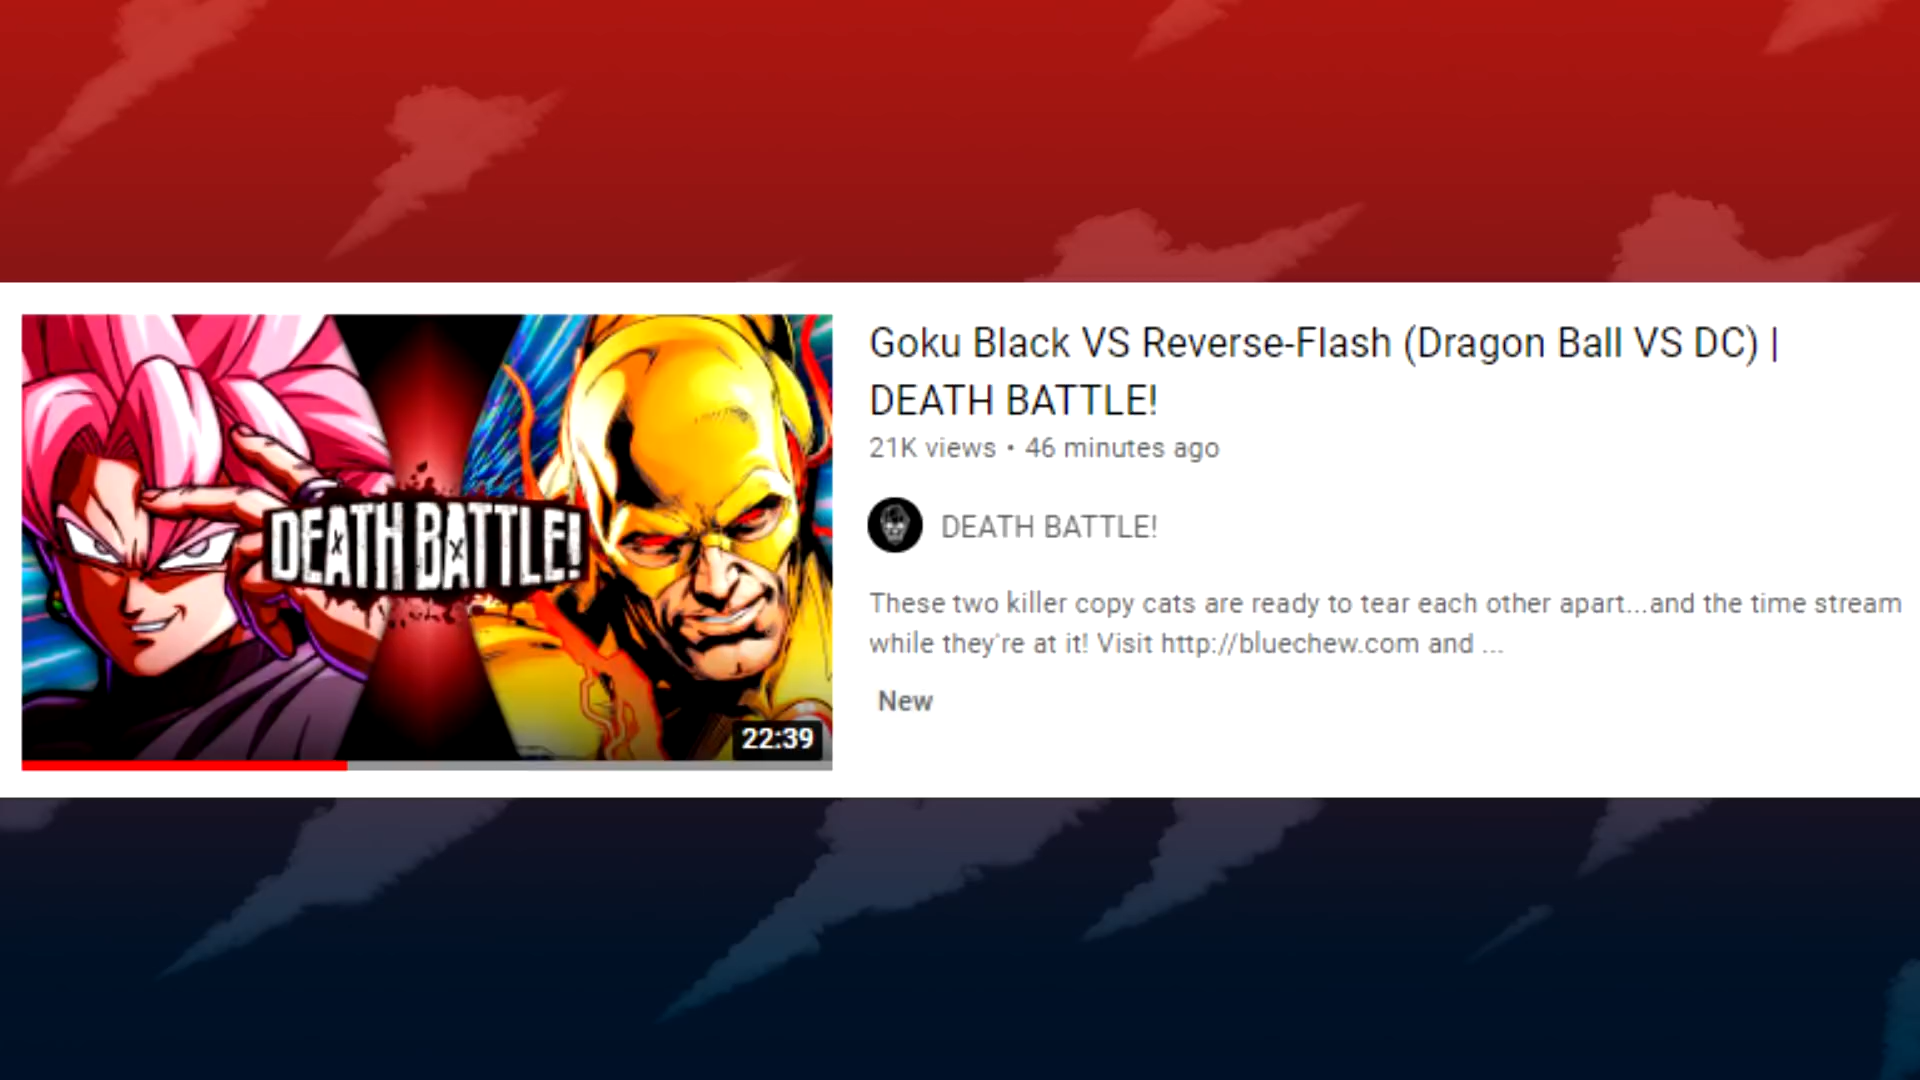 Goku Black VS Reverse-Flash (Dragon Ball VS DC) |
DEATH BATTLE!
21K views • 46 minutes ago
DEATH BATTLE!
DEATH BATTLE!
These two killer copy cats are ready to tear each other apart...and the time stream
while they're at it! Visit http://bluechew.com and ...
New
22:39